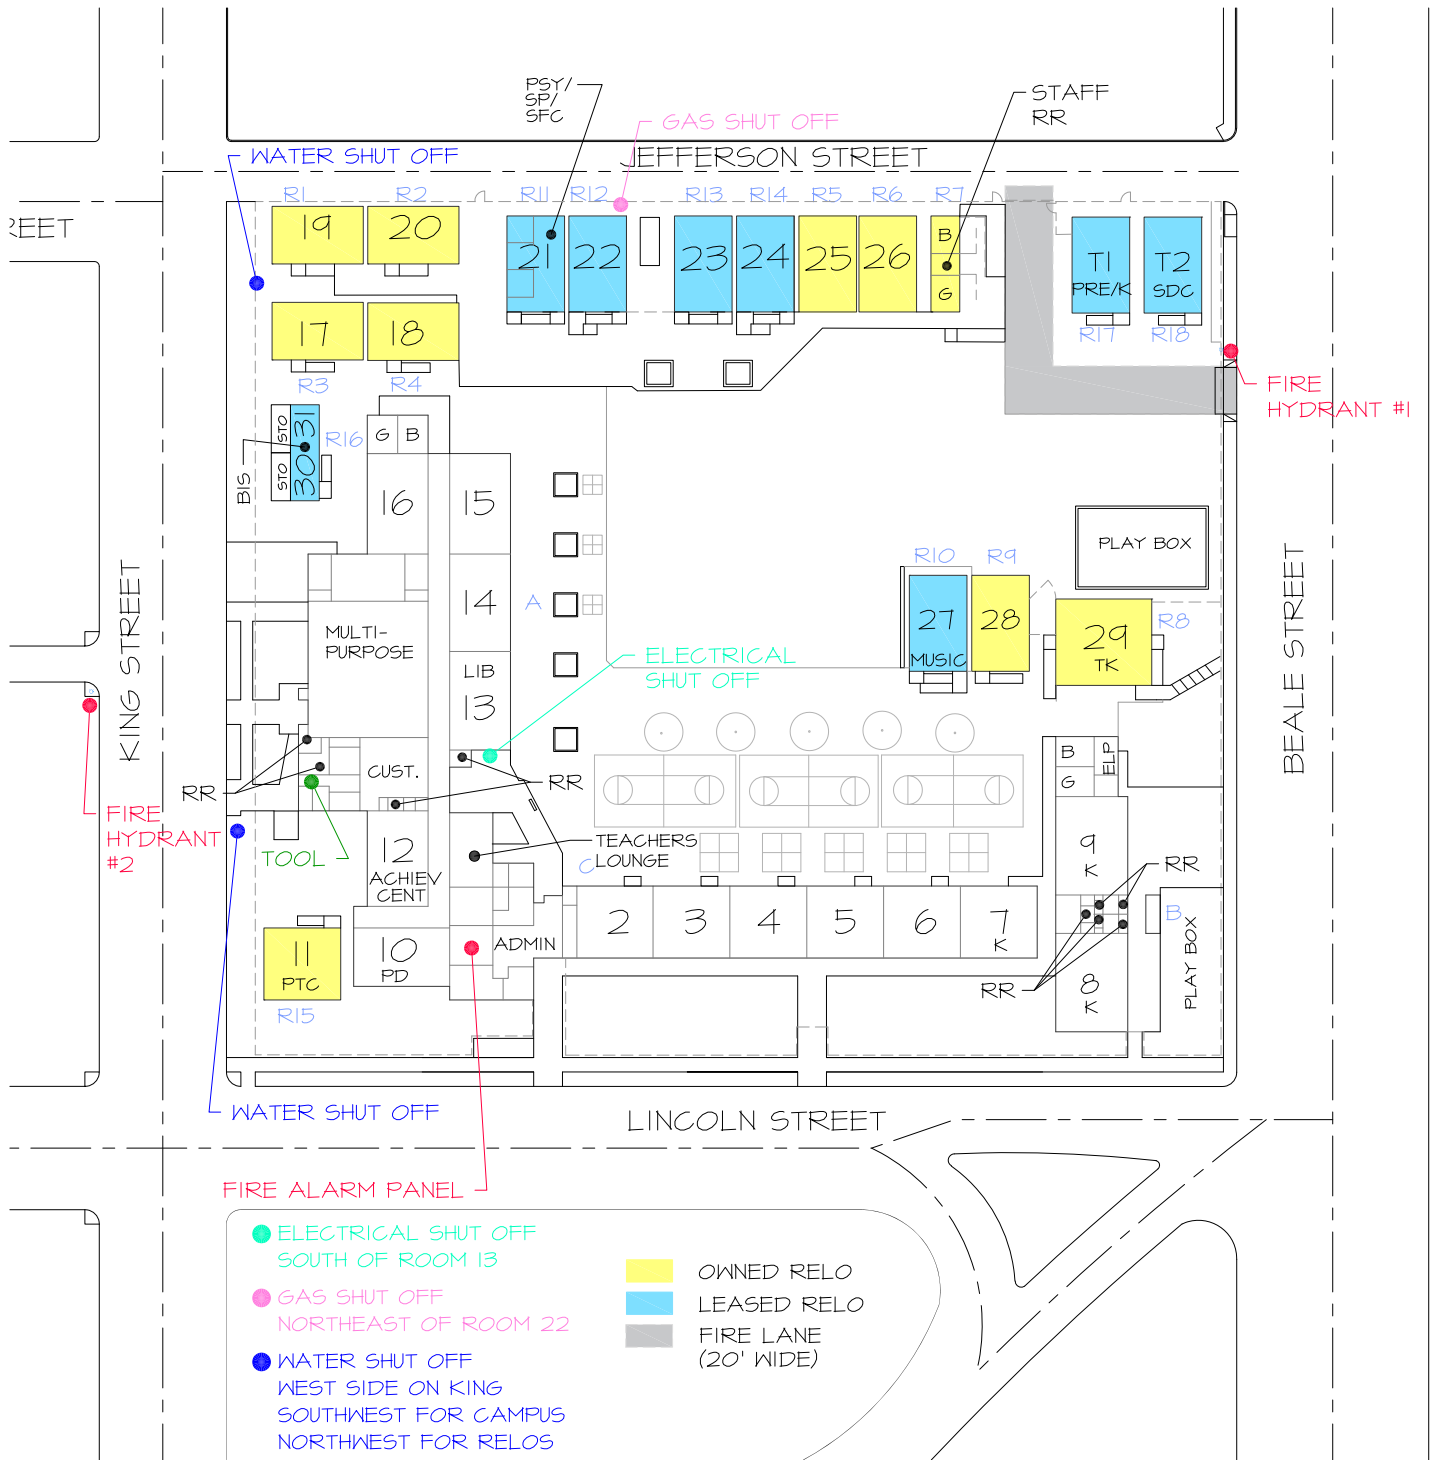 PSY/
SP/
SFC
STAFF
RR
GAS SHUT OFF
WATER SHUT OFF
JEFFERSON STREET
REET
R1
R2
R11
R12
R13
R14
R5
R6
R7
19
20
21
22
23
24
25
26
B
G
T1
PRE/K
T2
SDC
R17
R18
17
18
R3
R4
FIRE
HYDRANT #1
STO
STO
31
30
R16
BIS
G
B
16
15
14
A
LIB
13
MULTI-
PURPOSE
KING STREET
BEALE STREET
PLAY BOX
R10
R9
27
MUSIC
28
29
TK
R8
ELECTRICAL
SHUT OFF
CUST.
RR
RR
TOOL
FIRE
HYDRANT
#2
B
G
ELP
9
K
RR
12
ACHIEV
CENT
TEACHERS
LOUNGE
C
2
3
4
5
6
7
K
B
PLAY BOX
ADMIN
11
PTC
R15
10
PD
RR
8
K
WATER SHUT OFF
LINCOLN STREET
FIRE ALARM PANEL
ELECTRICAL SHUT OFF
SOUTH OF ROOM 13
GAS SHUT OFF
NORTHEAST OF ROOM 22
WATER SHUT OFF
WEST SIDE ON KING
SOUTHWEST FOR CAMPUS
NORTHWEST FOR RELOS
OWNED RELO
LEASED RELO
FIRE LANE
(20' WIDE)